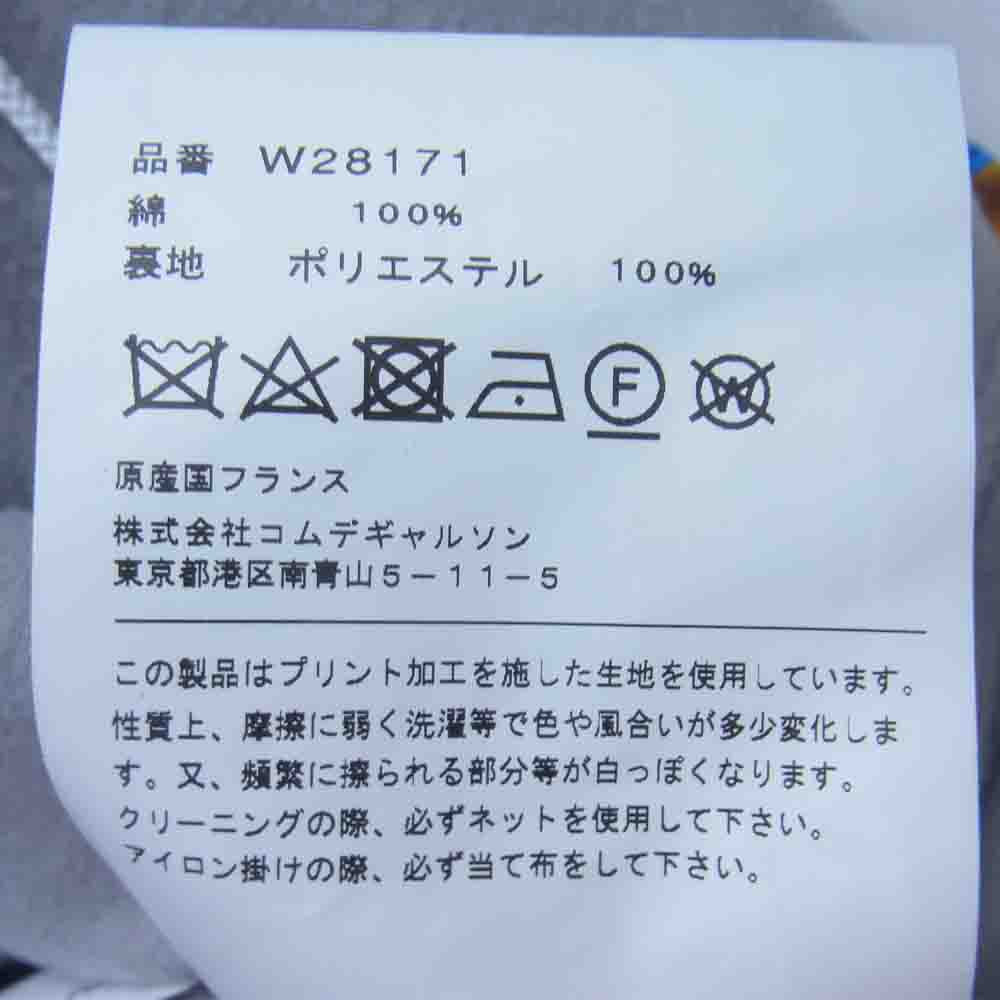 品番 W28171
綿 100%
裏地 ポリエステル 100%
F W
原産国フランス
株式会社コムデギャルソン
東京都港区南青山5-11-5
この製品はプリント加工を施した生地を使用しています。
性質上、摩擦に弱く洗濯等で色や風合いが多少変化しま
す。又、頻繁に擦られる部分等が白っぽくなります。
クリーニングの際、必ずネットを使用して下さい。
アイロン掛けの際、必ず当て布をして下さい。